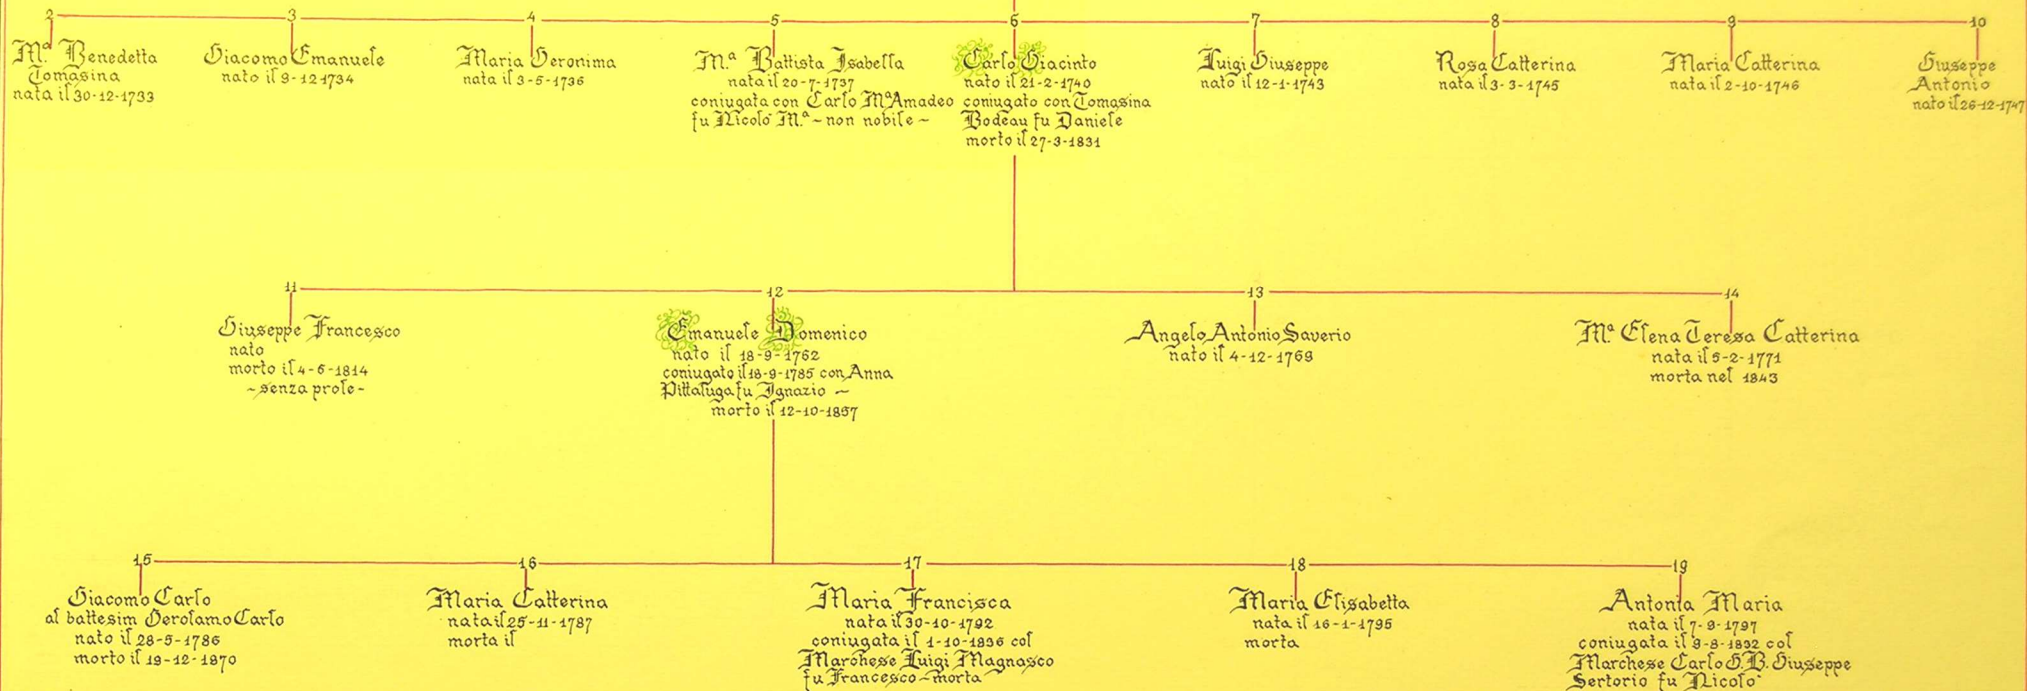 2
Mª. Benedetta
Tomasina
nata il 30-12-1733
3
Giacomo Emanuele
nato il 9-12-1734
4
Maria Geronima
nata il 3-5-1736
5
Mª. Battista Isabella
nata il 20-7-1737
coniugata con Carlo Mª Amadeo
fu Nicolò Mª. - non nobile -
6
Carlo Giacinto
nato il 21-2-1740
coniugato con Tomasina
Bodeau fu Daniele
morto il 27-3-1831
7
Luigi Giuseppe
nato il 12-1-1743
8
Rosa Catterina
nata il 3-3-1745
9
Maria Catterina
nata il 2-10-1746
10
Giuseppe
Antonio
nato il 26-12-1747
11
Giuseppe Francesco
nato
morto il 4-6-1814
- senza prole -
12
Emanuele Domenico
nato il 18-9-1762
coniugato il 18-9-1785 con Anna
Pittaluga fu Ignazio -
morto il 12-10-1857
13
Angelo Antonio Saverio
nato il 4-12-1769
14
Mª. Elena Teresa Catterina
nata il 5-2-1771
morta nel 1843
15
Giacomo Carlo
al battesim Gerolamo Carlo
nato il 28-5-1786
morto il 19-12-1870
16
Maria Catterina
nata il 25-11-1787
morta il
17
Maria Francisca
nata il 30-10-1792
coniugata il 1-10-1836 col
Marchese Luigi Magnasco
fu Francesco - morta
18
Maria Elisabetta
nata il 16-1-1795
morta
19
Antonia Maria
nata il 7-9-1797
coniugata il 9-8-1832 col
Marchese Carlo G.B. Giuseppe
Sertorio fu Nicolò